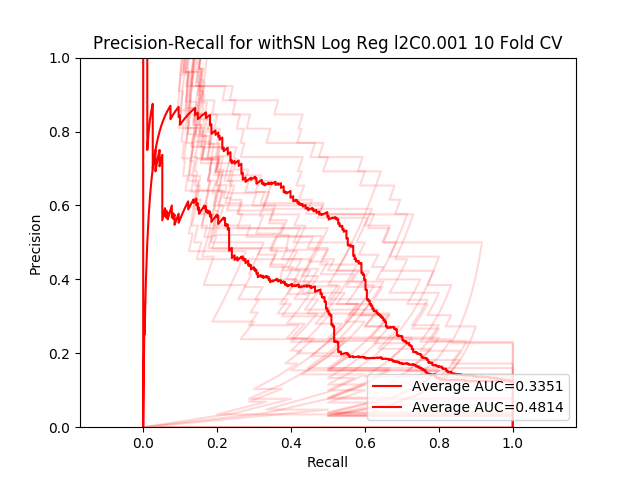 Precision-Recall for withSN Log Reg l2C0.001 10 Fold CV
1.0
0.8
0.6
0.4
0.2
0.0
Precision
0.0 0.2 0.4 0.6 0.8 1.0
Recall
Average AUC=0.3351
Average AUC=0.4814